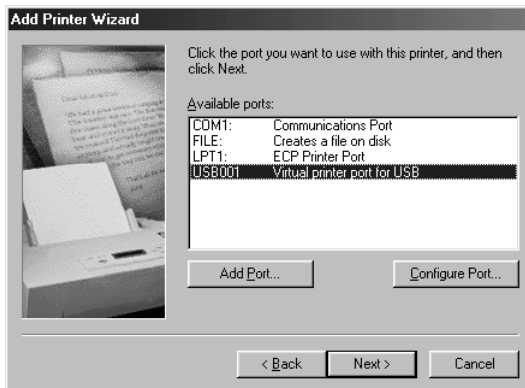 Add Printer Wizard
Click the port you want to use with this printer, and then
click Next.
Available ports:
COM1: Communications Port
FILE: Creates a file on disk
LPT1: ECP Printer Port
USB001 Virtual printer port for USB
Add Port...
Configure Port...
< Back
Next >
Cancel